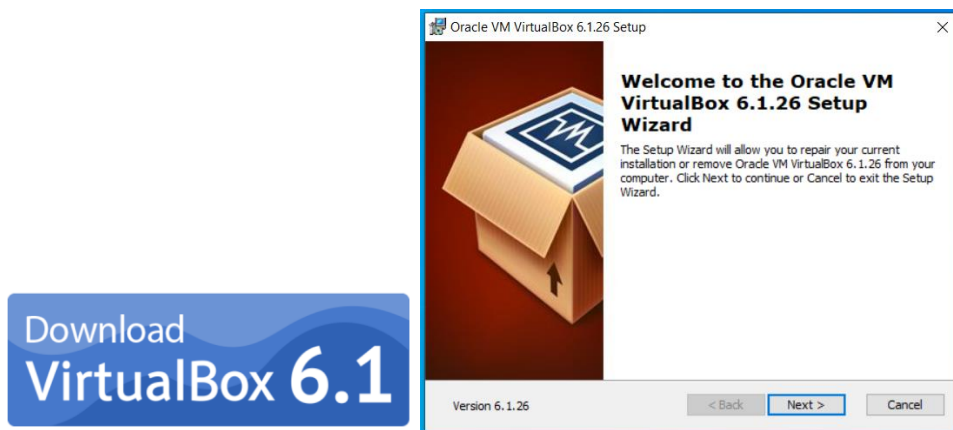 Oracle VM VirtualBox 6.1.26 Setup
Welcome to the Oracle VM
VirtualBox 6.1.26 Setup
Wizard
The Setup Wizard will allow you to repair your current
installation or remove Oracle VM VirtualBox 6.1.26 from your
computer. Click Next to continue or Cancel to exit the Setup
Wizard.
Download
VirtualBox 6.1
Version 6.1.26
< Back
Next >
Cancel